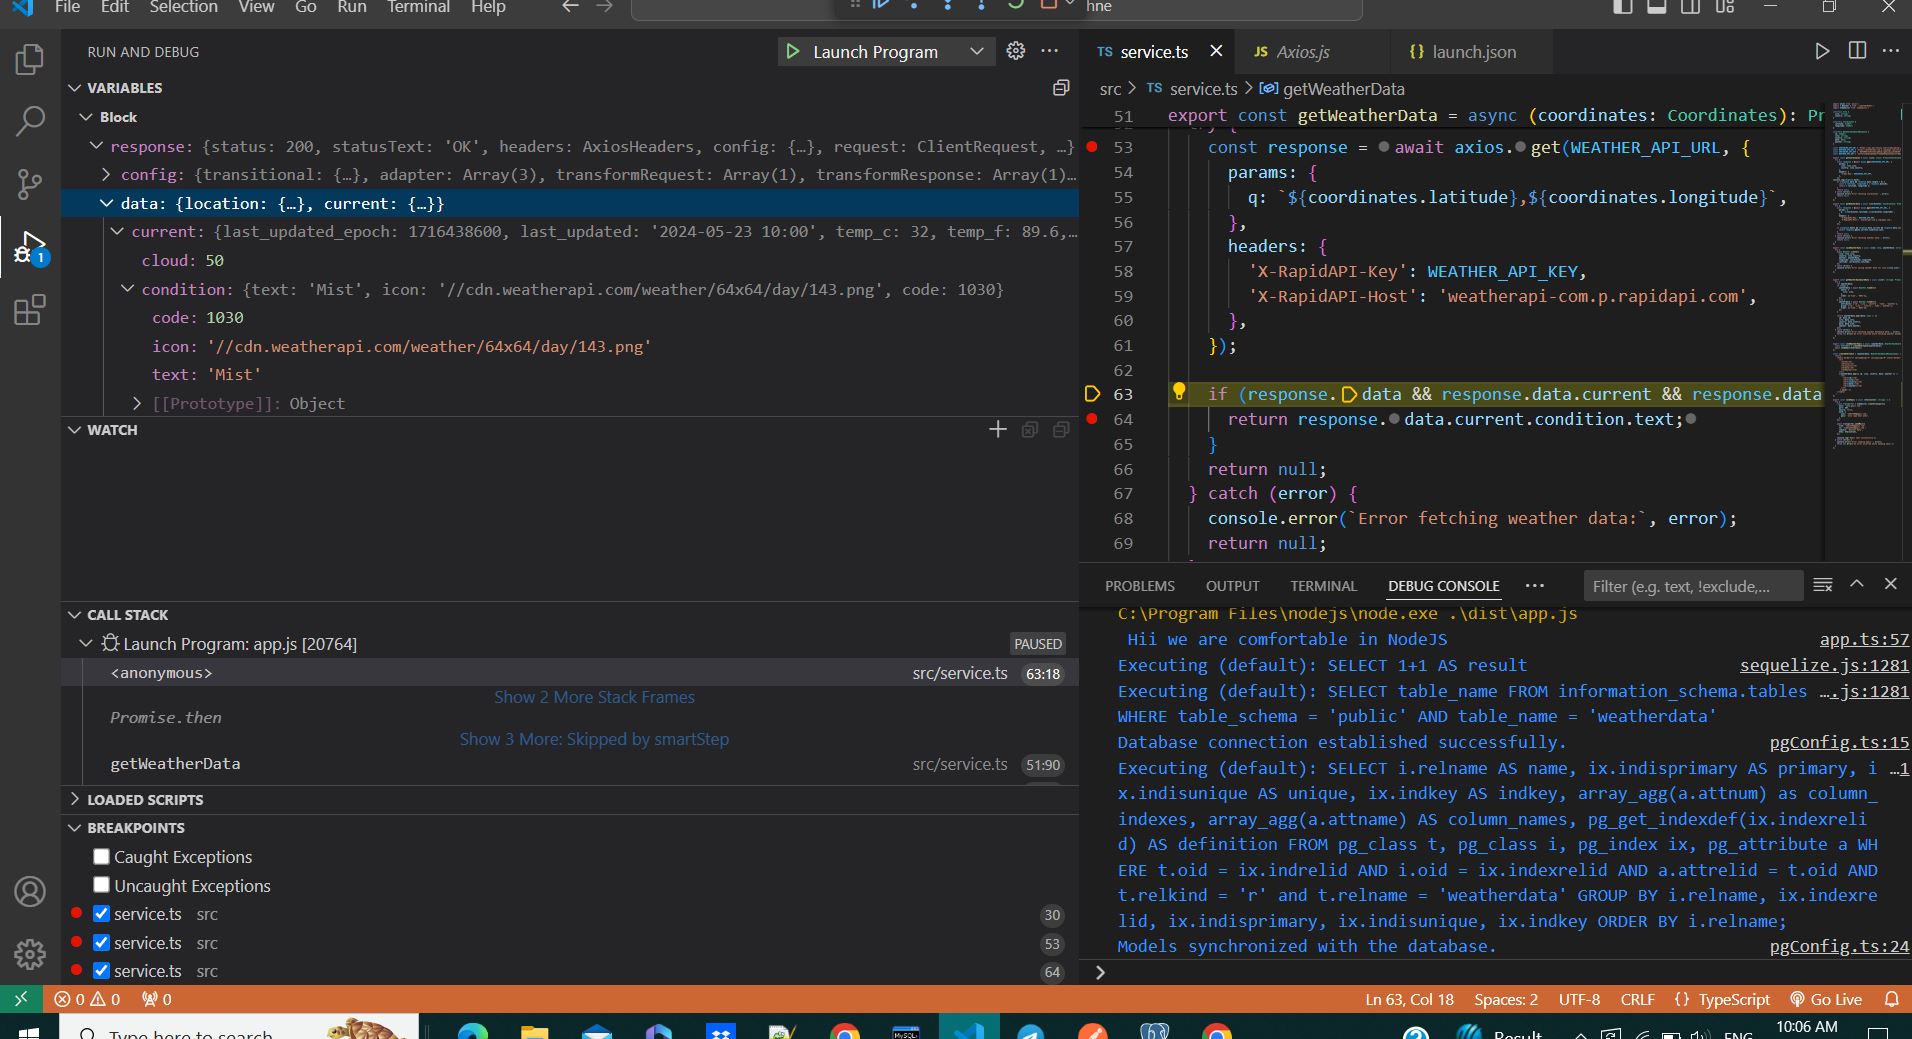 File Edit Selection View Go Run Terminal Help
hne
RUN AND DEBUG
Launch Program
VARIABLES
Block
response: {status: 200, statusText: 'OK', headers: AxiosHeaders, config: {…}, request: ClientRequest, …}
config: {transitional: {…}, adapter: Array(3), transformRequest: Array(1), transformResponse: Array(1)…
data: {location: {…}, current: {…}}
current: {last_updated_epoch: 1716438600, last_updated: '2024-05-23 10:00', temp_c: 32, temp_f: 89.6,…
cloud: 50
condition: {text: 'Mist', icon: '//cdn.weatherapi.com/weather/64x64/day/143.png', code: 1030}
code: 1030
icon: '//cdn.weatherapi.com/weather/64x64/day/143.png'
text: 'Mist'
[[Prototype]]: Object
WATCH
CALL STACK
Launch Program: app.js [20764] PAUSED
<anonymous> src/service.ts 63:18
Show 2 More Stack Frames
Promise.then
Show 3 More: Skipped by smartStep
getWeatherData src/service.ts 51:90
LOADED SCRIPTS
BREAKPOINTS
Caught Exceptions
Uncaught Exceptions
service.ts src 30
service.ts src 53
service.ts src 64
1
TS service.ts JS Axios.js {} launch.json
src > TS service.ts > getWeatherData
51 export const getWeatherData = async (coordinates: Coordinates): Pr
53 const response = await axios.get(WEATHER_API_URL, {
54 params: {
55 q: `${coordinates.latitude},${coordinates.longitude}`,
56 },
57 headers: {
58 'X-RapidAPI-Key': WEATHER_API_KEY,
59 'X-RapidAPI-Host': 'weatherapi-com.p.rapidapi.com',
60 },
61 });
62
63 if (response.data && response.data.current && response.data
64 return response.data.current.condition.text;
65 }
66 return null;
67 } catch (error) {
68 console.error(`Error fetching weather data:`, error);
69 return null;
PROBLEMS OUTPUT TERMINAL DEBUG CONSOLE Filter (e.g. text, !exclude,...
C:\Program Files\nodejs\node.exe .\dist\app.js
Hii we are comfortable in NodeJS app.ts:57
Executing (default): SELECT 1+1 AS result sequelize.js:1281
Executing (default): SELECT table_name FROM information_schema.tables ….js:1281
WHERE table_schema = 'public' AND table_name = 'weatherdata'
Database connection established successfully. pgConfig.ts:15
Executing (default): SELECT i.relname AS name, ix.indisprimary AS primary, i …1
x.indisunique AS unique, ix.indkey AS indkey, array_agg(a.attnum) as column_
indexes, array_agg(a.attname) AS column_names, pg_get_indexdef(ix.indexreli
d) AS definition FROM pg_class t, pg_class i, pg_index ix, pg_attribute a WH
ERE t.oid = ix.indrelid AND i.oid = ix.indexrelid AND a.attrelid = t.oid AND
t.relkind = 'r' and t.relname = 'weatherdata' GROUP BY i.relname, ix.indexre
lid, ix.indisprimary, ix.indisunique, ix.indkey ORDER BY i.relname;
Models synchronized with the database. pgConfig.ts:24
0 0 0 Ln 63, Col 18 Spaces: 2 UTF-8 CRLF {} TypeScript Go Live
Type here to search Result ENG 10:06 AM